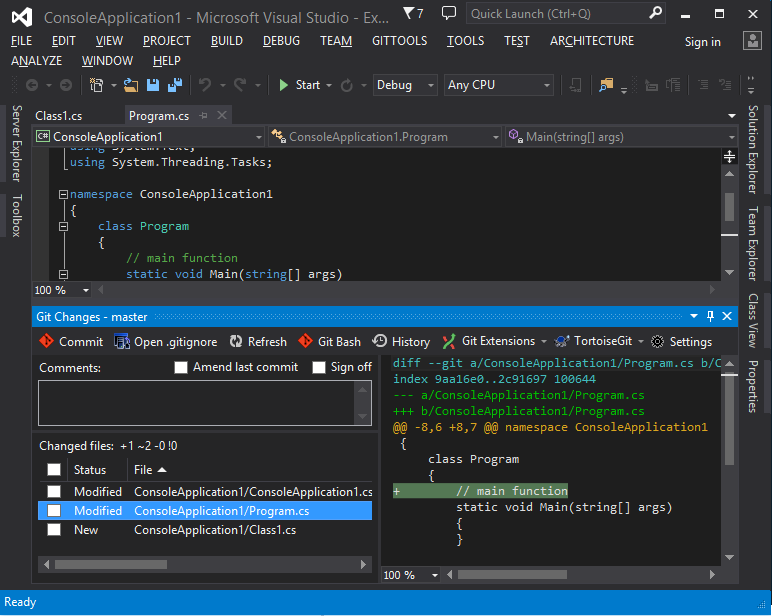 ConsoleApplication1 - Microsoft Visual Studio - Ex...
7
Quick Launch (Ctrl+Q)
FILE EDIT VIEW PROJECT BUILD DEBUG TEAM GITTOOLS TOOLS TEST ARCHITECTURE Sign in
ANALYZE WINDOW HELP
Start Debug Any CPU
Server Explorer
Toolbox
Class1.cs Program.cs
C# ConsoleApplication1 ConsoleApplication1.Program Main(string[] args)
using System.Text;
using System.Threading.Tasks;
namespace ConsoleApplication1
{
class Program
{
// main function
static void Main(string[] args)
100 %
Solution Explorer
Team Explorer
Class View
Properties
Git Changes - master
Commit Open .gitignore Refresh Git Bash History Git Extensions TortoiseGit Settings
Comments: Amend last commit Sign off
Changed files: +1 ~2 -0 !0
Status File
Modified ConsoleApplication1/ConsoleApplication1.cs
Modified ConsoleApplication1/Program.cs
New ConsoleApplication1/Class1.cs
diff --git a/ConsoleApplication1/Program.cs b/C
index 9aa16e0..2c91697 100644
--- a/ConsoleApplication1/Program.cs
+++ b/ConsoleApplication1/Program.cs
@@ -8,6 +8,7 @@ namespace ConsoleApplication1
{
class Program
{
+ // main function
static void Main(string[] args)
{
}
100 %
Ready